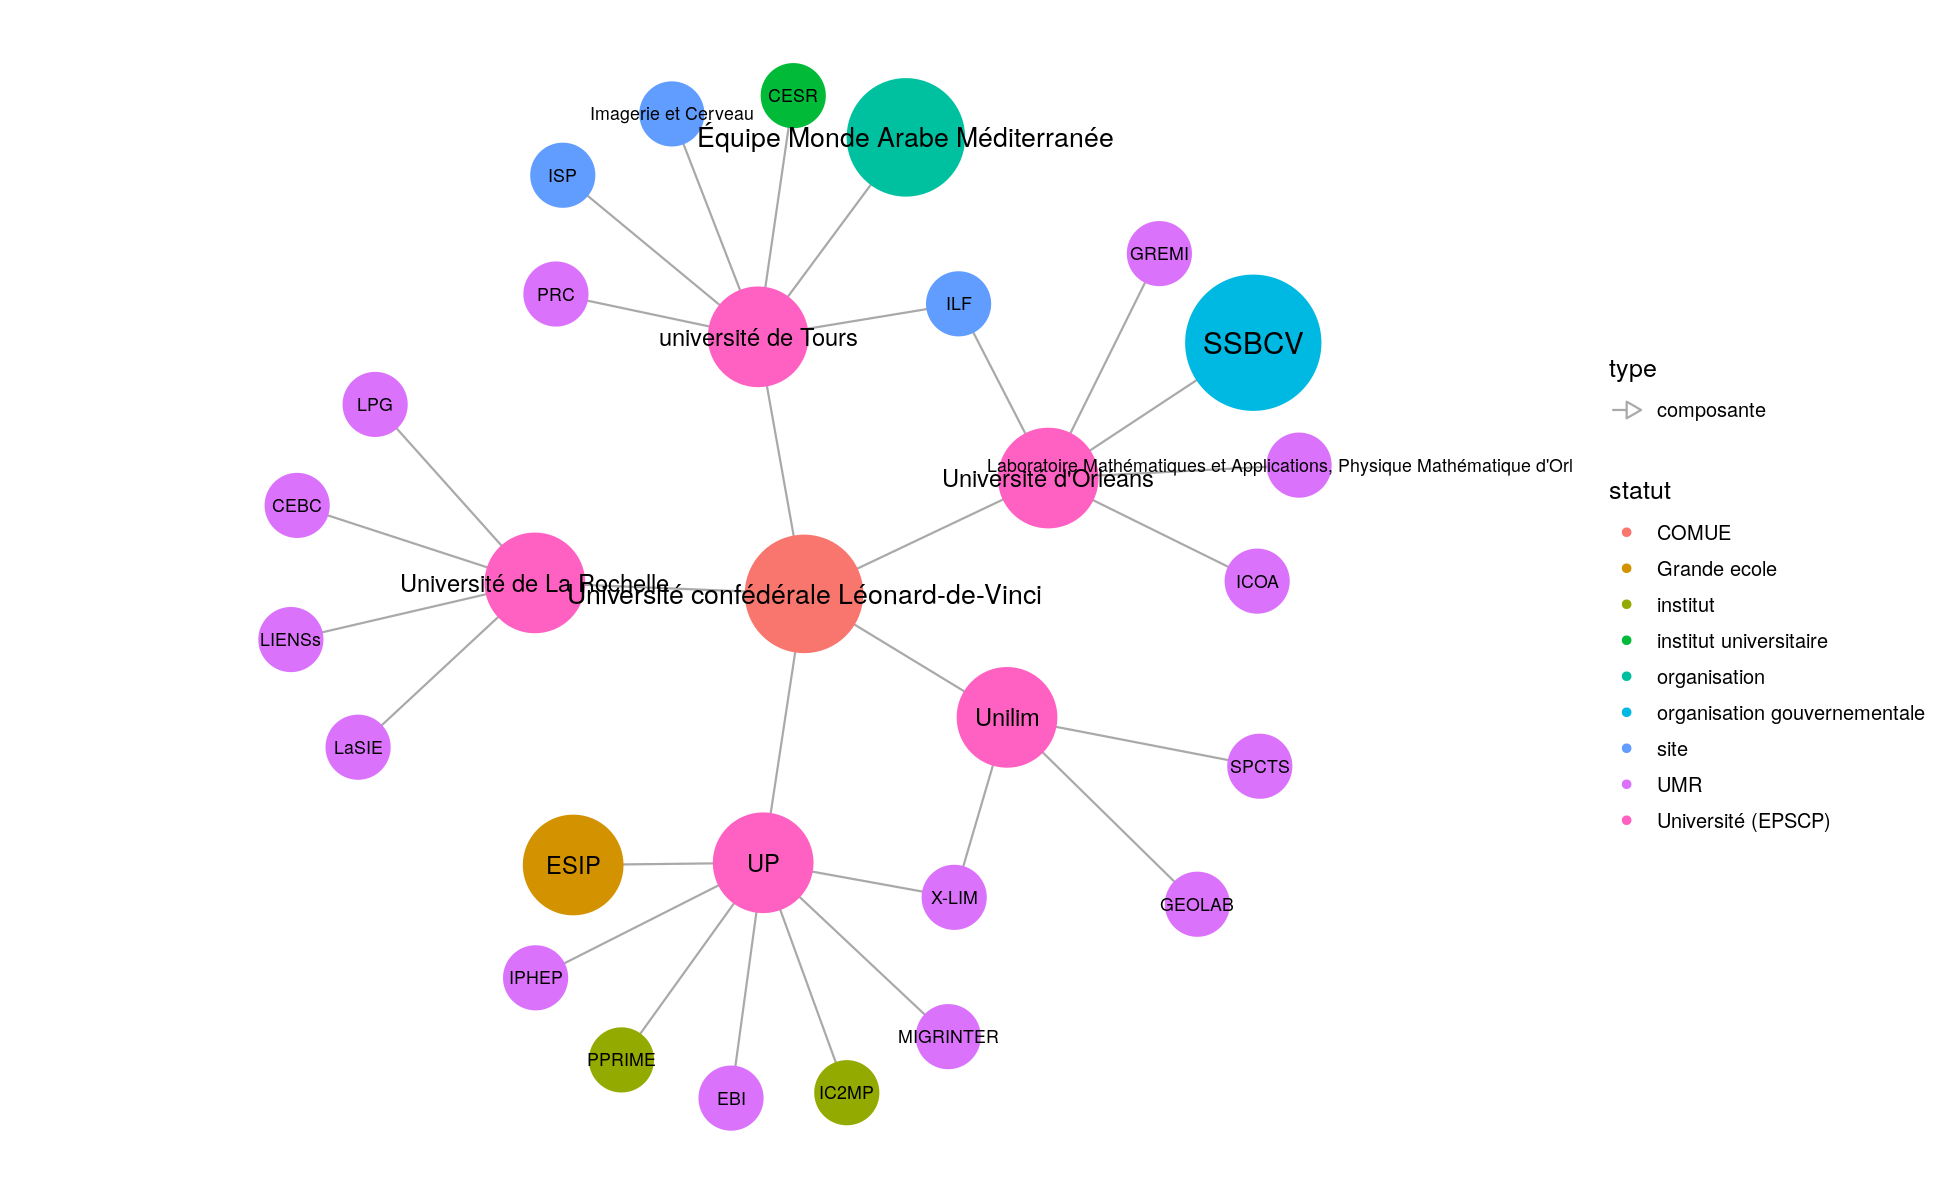 CESR
Imagerie et Cerveau
Équipe Monde Arabe Méditerranée
ISP
GREMI
PRC
ILF
université de Tours
SSBCV
LPG
Laboratoire Mathématiques et Applications, Physique Mathématique d'Orl
Université d'Orléans
CEBC
ICOA
Université de La Rochelle
Université confédérale Léonard-de-Vinci
LIENSs
Unilim
LaSIE
SPCTS
UP
ESIP
X-LIM
GEOLAB
IPHEP
MIGRINTER
PPRIME
IC2MP
EBI
type
composante
statut
COMUE
Grande ecole
institut
institut universitaire
organisation
organisation gouvernementale
site
UMR
Université (EPSCP)